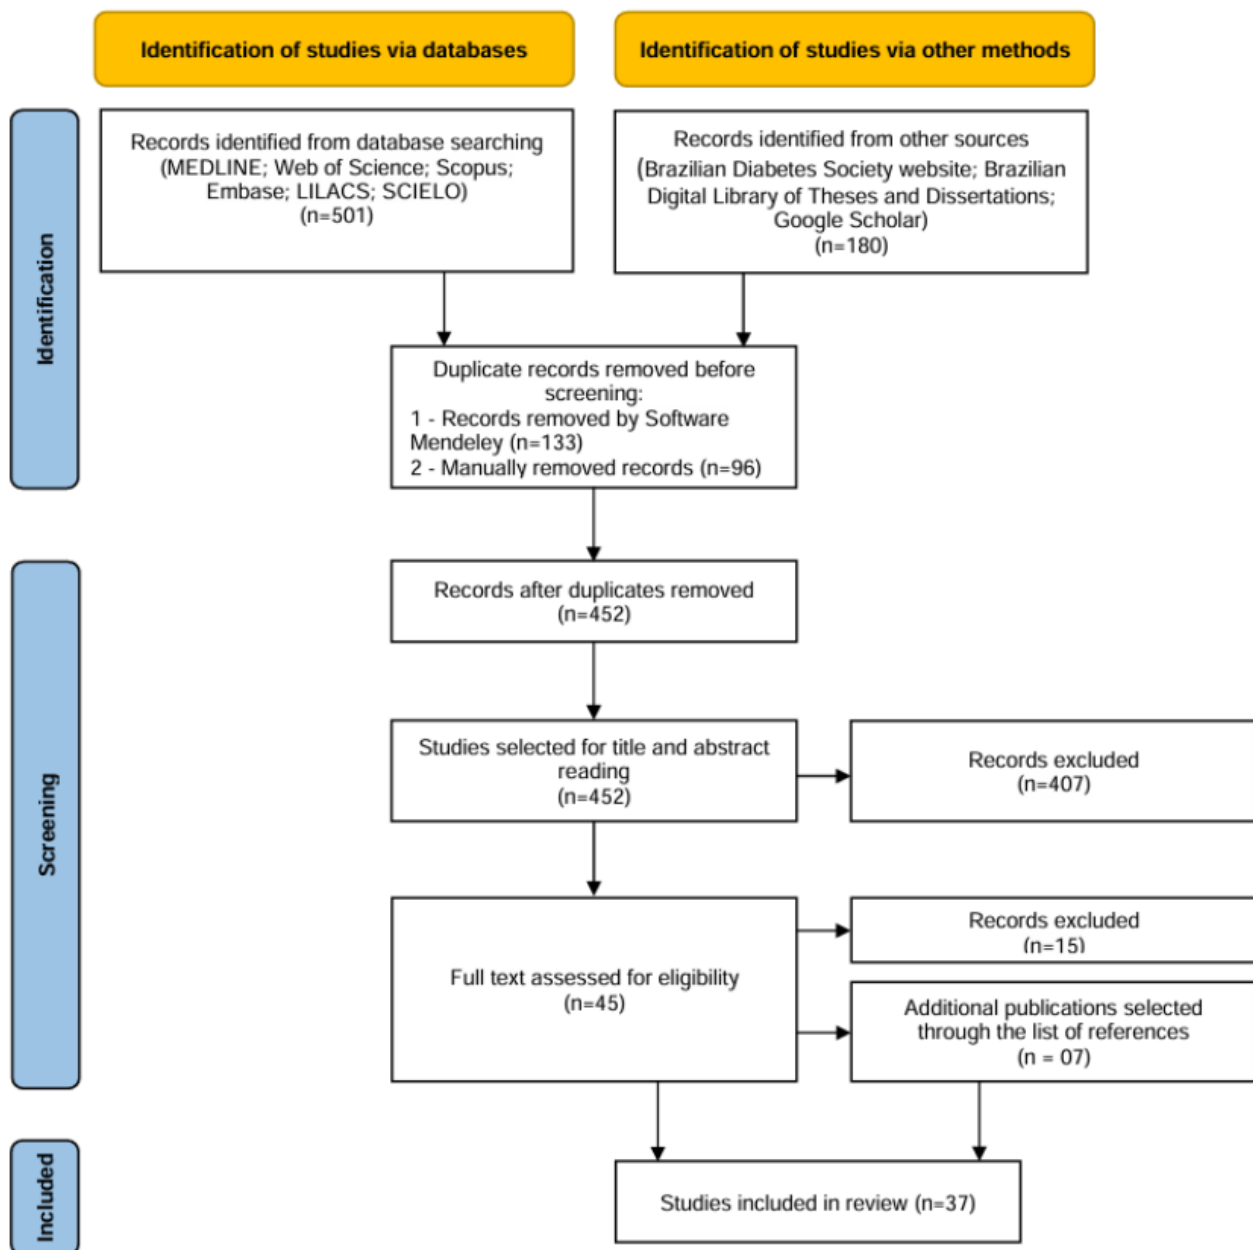 Identification of studies via databases
Identification of studies via other methods
Identification
Records identified from database searching
(MEDLINE; Web of Science; Scopus;
Embase; LILACS; SCIELO)
(n=501)
Records identified from other sources
(Brazilian Diabetes Society website; Brazilian
Digital Library of Theses and Dissertations;
Google Scholar)
(n=180)
Duplicate records removed before
screening:
1 - Records removed by Software
Mendeley (n=133)
2 - Manually removed records (n=96)
Screening
Records after duplicates removed
(n=452)
Studies selected for title and abstract
reading
(n=452)
Records excluded
(n=407)
Full text assessed for eligibility
(n=45)
Records excluded
(n=15)
Additional publications selected
through the list of references
(n = 07)
Included
Studies included in review (n=37)